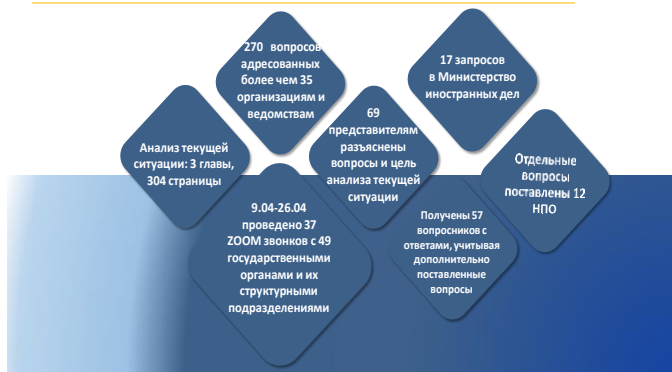 270 вопросов
адресованных
более чем 35
организациям и
ведомствам
17 запросов
в Министерство
иностранных дел
Анализ текущей
ситуации: 3 главы,
304 страницы
69
представителям
разъяснены
вопросы и цель
анализа текущей
ситуации
Отдельные
вопросы
поставлены 12
НПО
9.04-26.04
проведено 37
ZOOM звонков с 49
государственными
органами и их
структурными
подразделениями
Получены 57
вопросников с
ответами, учитывая
дополнительно
поставленные
вопросы